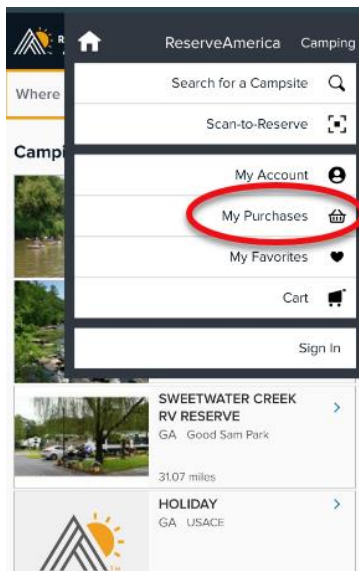 R
ReserveAmerica Camping
Search for a Campsite
Where
Scan-to-Reserve
Campi
My Account
My Purchases
My Favorites
Cart
Sign In
SWEETWATER CREEK
RV RESERVE
GA Good Sam Park
31.07 miles
HOLIDAY
GA USACE